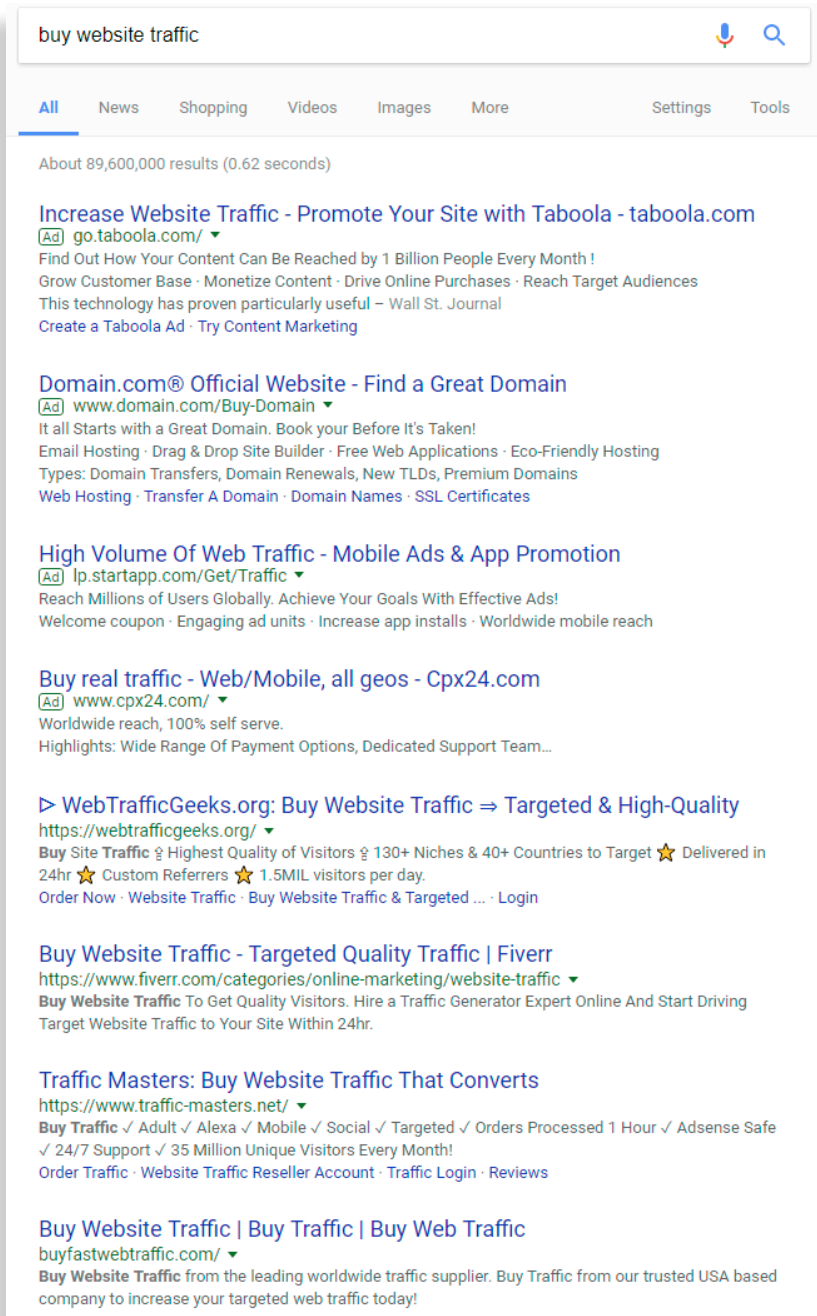 buy website traffic
All News Shopping Videos Images More Settings Tools
About 89,600,000 results (0.62 seconds)
Increase Website Traffic - Promote Your Site with Taboola - taboola.com
Ad go.taboola.com/ ▼
Find Out How Your Content Can Be Reached by 1 Billion People Every Month !
Grow Customer Base · Monetize Content · Drive Online Purchases · Reach Target Audiences
This technology has proven particularly useful – Wall St. Journal
Create a Taboola Ad · Try Content Marketing
Domain.com® Official Website - Find a Great Domain
Ad www.domain.com/Buy-Domain ▼
It all Starts with a Great Domain. Book your Before It's Taken!
Email Hosting · Drag & Drop Site Builder · Free Web Applications · Eco-Friendly Hosting
Types: Domain Transfers, Domain Renewals, New TLDs, Premium Domains
Web Hosting · Transfer A Domain · Domain Names · SSL Certificates
High Volume Of Web Traffic - Mobile Ads & App Promotion
Ad lp.startapp.com/Get/Traffic ▼
Reach Millions of Users Globally. Achieve Your Goals With Effective Ads!
Welcome coupon · Engaging ad units · Increase app installs · Worldwide mobile reach
Buy real traffic - Web/Mobile, all geos - Cpx24.com
Ad www.cpx24.com/ ▼
Worldwide reach, 100% self serve.
Highlights: Wide Range Of Payment Options, Dedicated Support Team…
▷ WebTrafficGeeks.org: Buy Website Traffic ⇒ Targeted & High-Quality
https://webtrafficgeeks.org/ ▼
Buy Site Traffic ⇪ Highest Quality of Visitors ⇪ 130+ Niches & 40+ Countries to Target ⭐ Delivered in
24hr ⭐ Custom Referrers ⭐ 1.5MIL visitors per day.
Order Now · Website Traffic · Buy Website Traffic & Targeted ... · Login
Buy Website Traffic - Targeted Quality Traffic | Fiverr
https://www.fiverr.com/categories/online-marketing/website-traffic ▼
Buy Website Traffic To Get Quality Visitors. Hire a Traffic Generator Expert Online And Start Driving
Target Website Traffic to Your Site Within 24hr.
Traffic Masters: Buy Website Traffic That Converts
https://www.traffic-masters.net/ ▼
Buy Traffic ✓ Adult ✓ Alexa ✓ Mobile ✓ Social ✓ Targeted ✓ Orders Processed 1 Hour ✓ Adsense Safe
✓ 24/7 Support ✓ 35 Million Unique Visitors Every Month!
Order Traffic · Website Traffic Reseller Account · Traffic Login · Reviews
Buy Website Traffic | Buy Traffic | Buy Web Traffic
buyfastwebtraffic.com/ ▼
Buy Website Traffic from the leading worldwide traffic supplier. Buy Traffic from our trusted USA based
company to increase your targeted web traffic today!